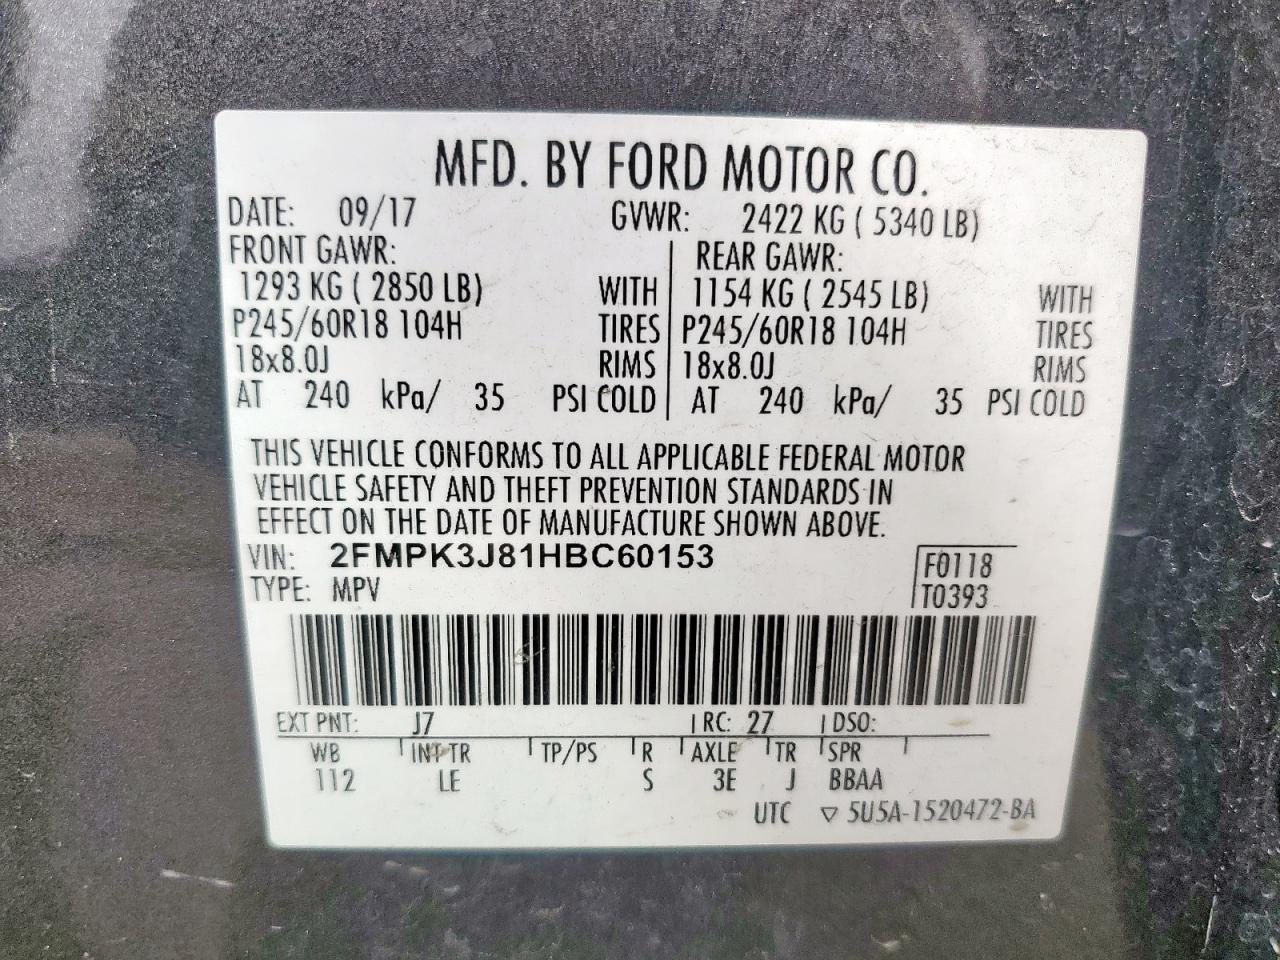 MFD. BY FORD MOTOR CO.
DATE: 09/17 GVWR: 2422 KG ( 5340 LB)
FRONT GAWR: REAR GAWR:
1293 KG ( 2850 LB) WITH 1154 KG ( 2545 LB) WITH
P245/60R18 104H TIRES P245/60R18 104H TIRES
18x8.0J RIMS 18x8.0J RIMS
AT 240 kPa/ 35 PSI COLD AT 240 kPa/ 35 PSI COLD
THIS VEHICLE CONFORMS TO ALL APPLICABLE FEDERAL MOTOR
VEHICLE SAFETY AND THEFT PREVENTION STANDARDS IN
EFFECT ON THE DATE OF MANUFACTURE SHOWN ABOVE.
VIN: 2FMPK3J81HBC60153 F0118
TYPE: MPV T0393
EXT PNT: J7 RC: 27 DSO:
WB INT TR TP/PS R AXLE TR SPR
112 LE S 3E J BBAA
UTC ▽ 5U5A-1520472-BA